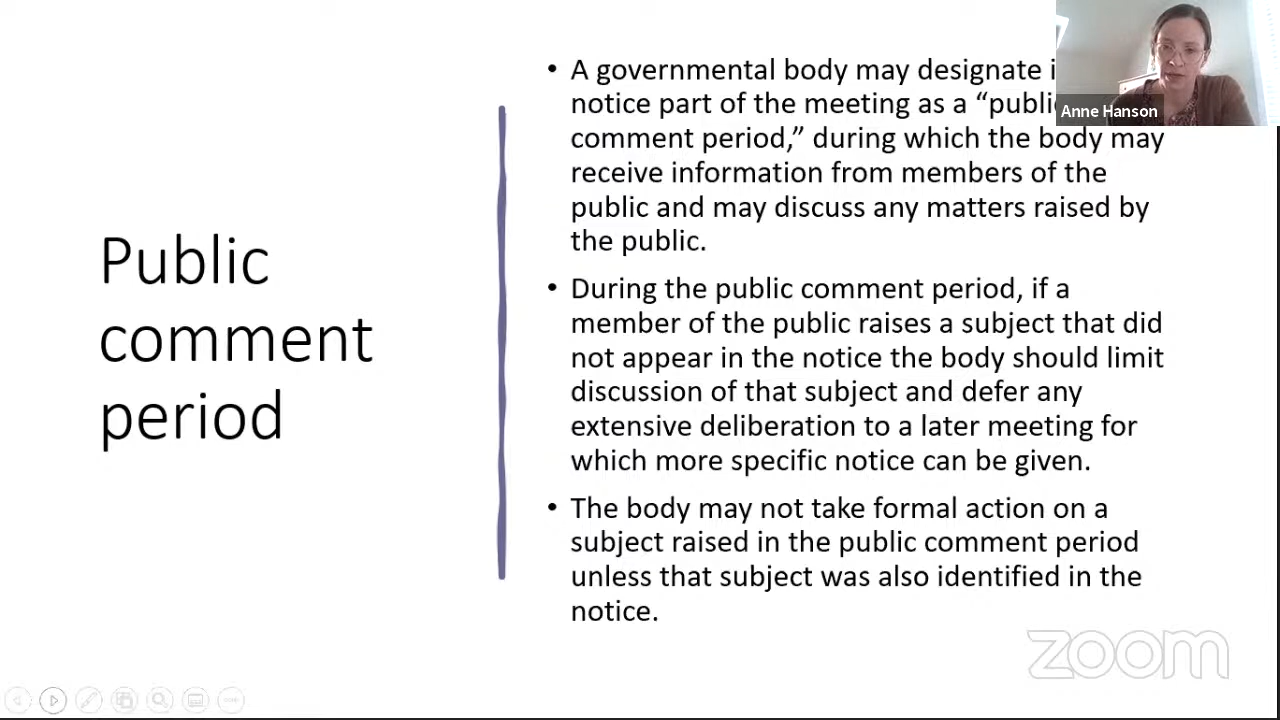 Public
comment
period
• A governmental body may designate
notice part of the meeting as a “public
comment period,” during which the body may
receive information from members of the
public and may discuss any matters raised by
the public.
• During the public comment period, if a
member of the public raises a subject that did
not appear in the notice the body should limit
discussion of that subject and defer any
extensive deliberation to a later meeting for
which more specific notice can be given.
• The body may not take formal action on a
subject raised in the public comment period
unless that subject was also identified in the
notice.
Anne Hanson
zoom